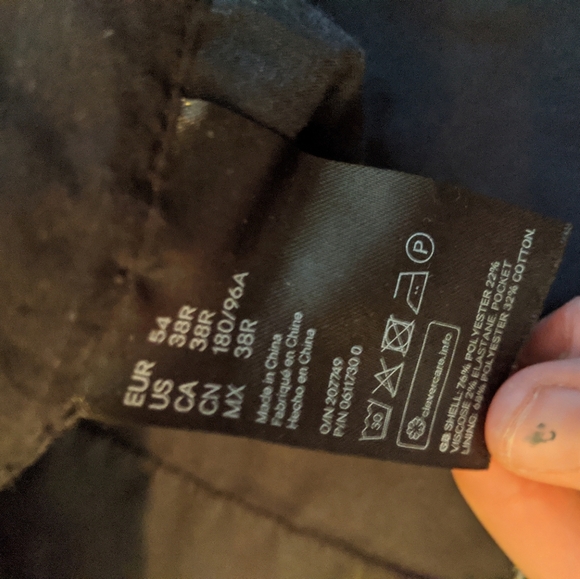 EUR 54
US 38R
CA 38R
CN 180/96A
MX 38R
Made in China
Fabriqué en Chine
Hecho en China
O/N 207749
P/N 0611730 0
30
P
clevercare.info
GB SHELL: 76% POLYESTER 22%
VISCOSE 2% ELASTANE. POCKET
LINING: 68% POLYESTER 32% COTTON.